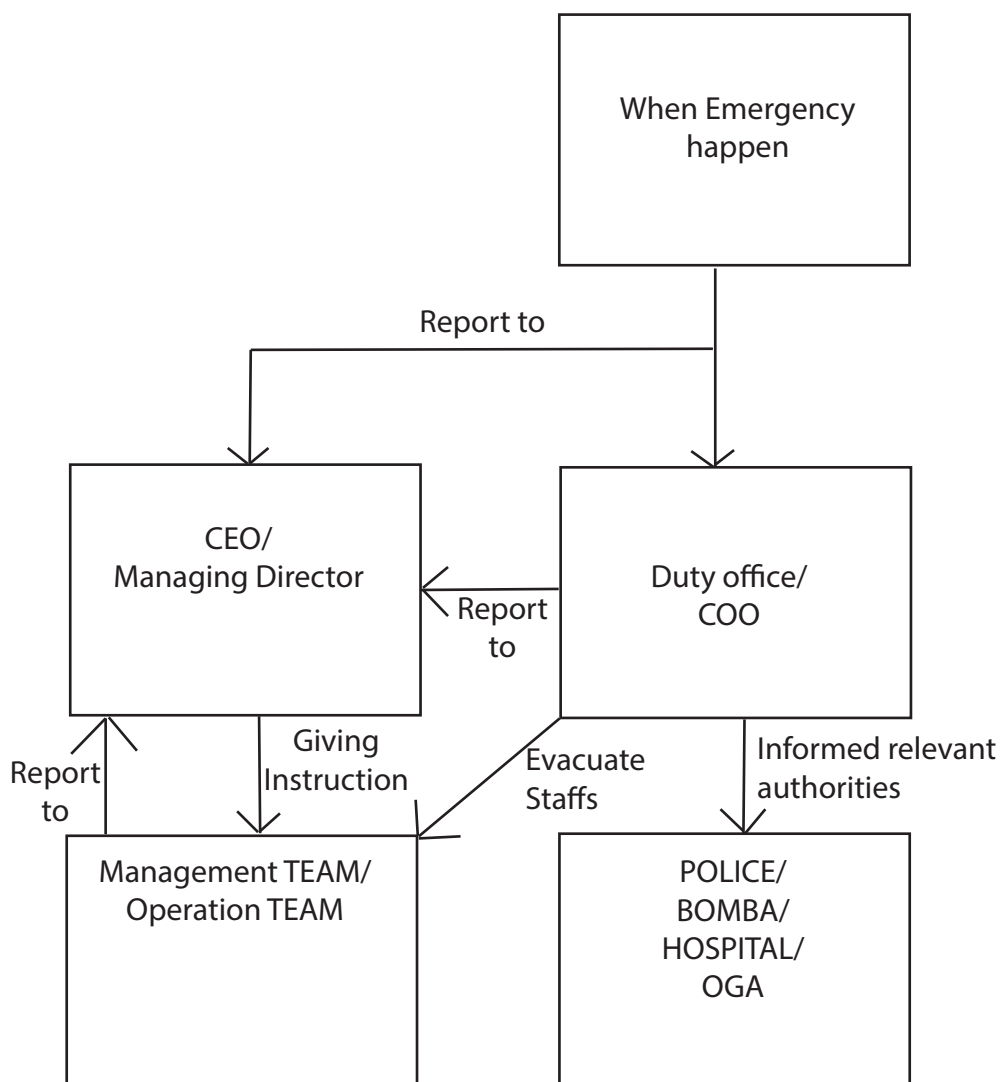 When Emergency
happen
Report to
CEO/
Managing Director
Duty office/
COO
Report
to
Giving
Instruction
Report
to
Evacuate
Staffs
Informed relevant
authorities
Management TEAM/
Operation TEAM
POLICE/
BOMBA/
HOSPITAL/
OGA